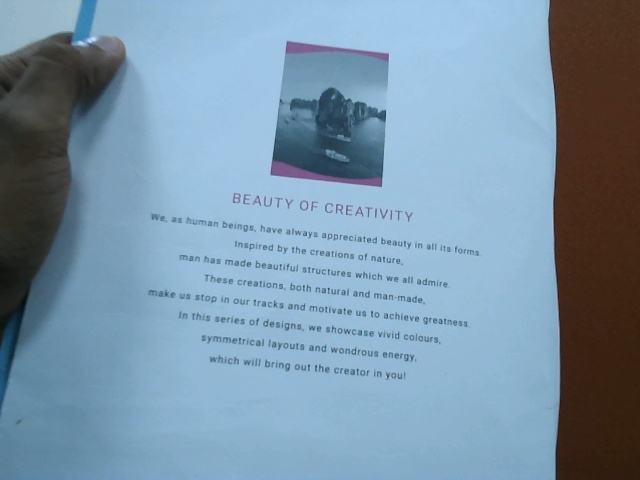 BEAUTY OF CREATIVITY
We, as human beings, have always appreciated beauty in all its forms.
Inspired by the creations of nature,
man has made beautiful structures which we all admire.
These creations, both natural and man-made,
make us stop in our tracks and motivate us to achieve greatness.
In this series of designs, we showcase vivid colours,
symmetrical layouts and wondrous energy,
which will bring out the creator in you!